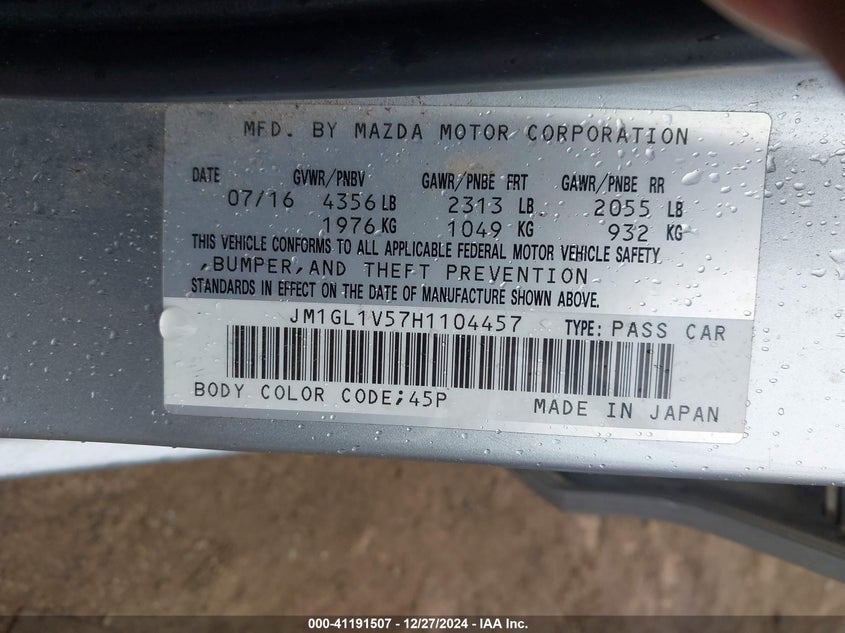 MFD. BY MAZDA MOTOR CORPORATION
DATE GVWR/PNBV GAWR/PNBE FRT GAWR/PNBE RR
07/16 4356 LB 2313 LB 2055 LB
1976 KG 1049 KG 932 KG
THIS VEHICLE CONFORMS TO ALL APPLICABLE FEDERAL MOTOR VEHICLE SAFETY
,BUMPER,AND THEFT PREVENTION
STANDARDS IN EFFECT ON THE DATE OF MANUFACTURE SHOWN ABOVE.
JM1GL1V57H1104457 TYPE: PASS CAR
BODY COLOR CODE;45P MADE IN JAPAN
000-41191507 - 12/27/2024 - IAA Inc.